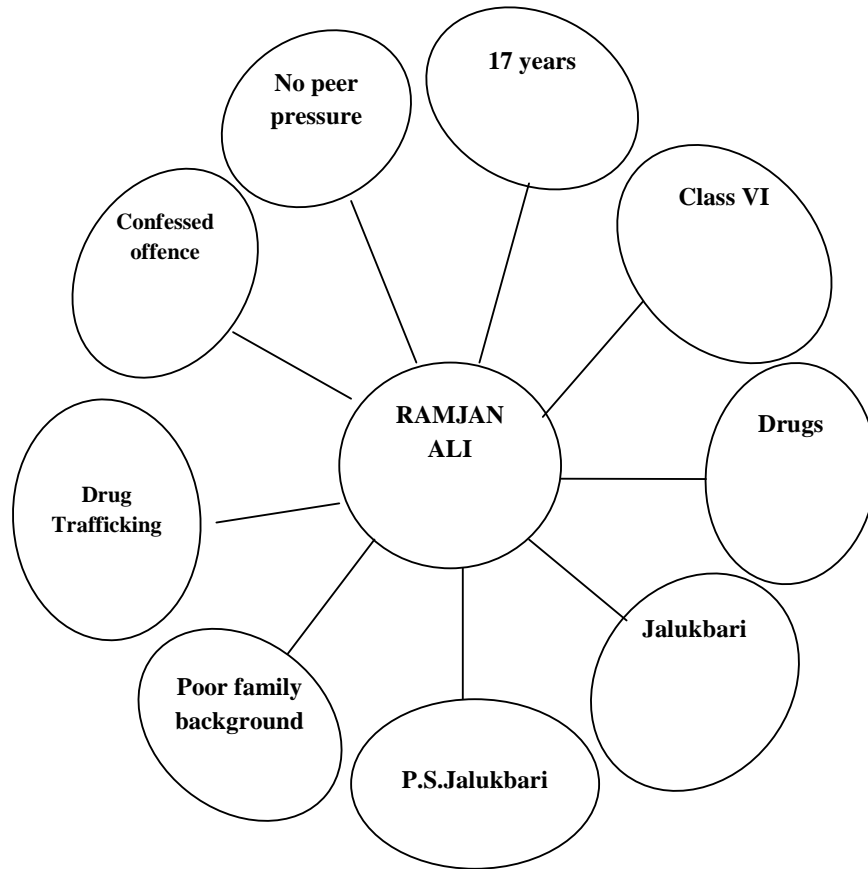 17 years
No peer
pressure
Class VI
Confessed
offence
RAMJAN
ALI
Drugs
Drug
Trafficking
Jalukbari
Poor family
background
P.S.Jalukbari